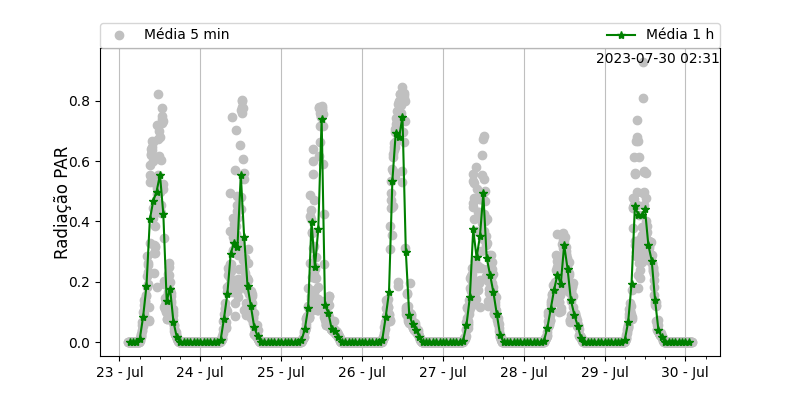 Média 5 min
Média 1 h
2023-07-30 02:31
Radiação PAR
0.8
0.6
0.4
0.2
0.0
23 - Jul
24 - Jul
25 - Jul
26 - Jul
27 - Jul
28 - Jul
29 - Jul
30 - Jul